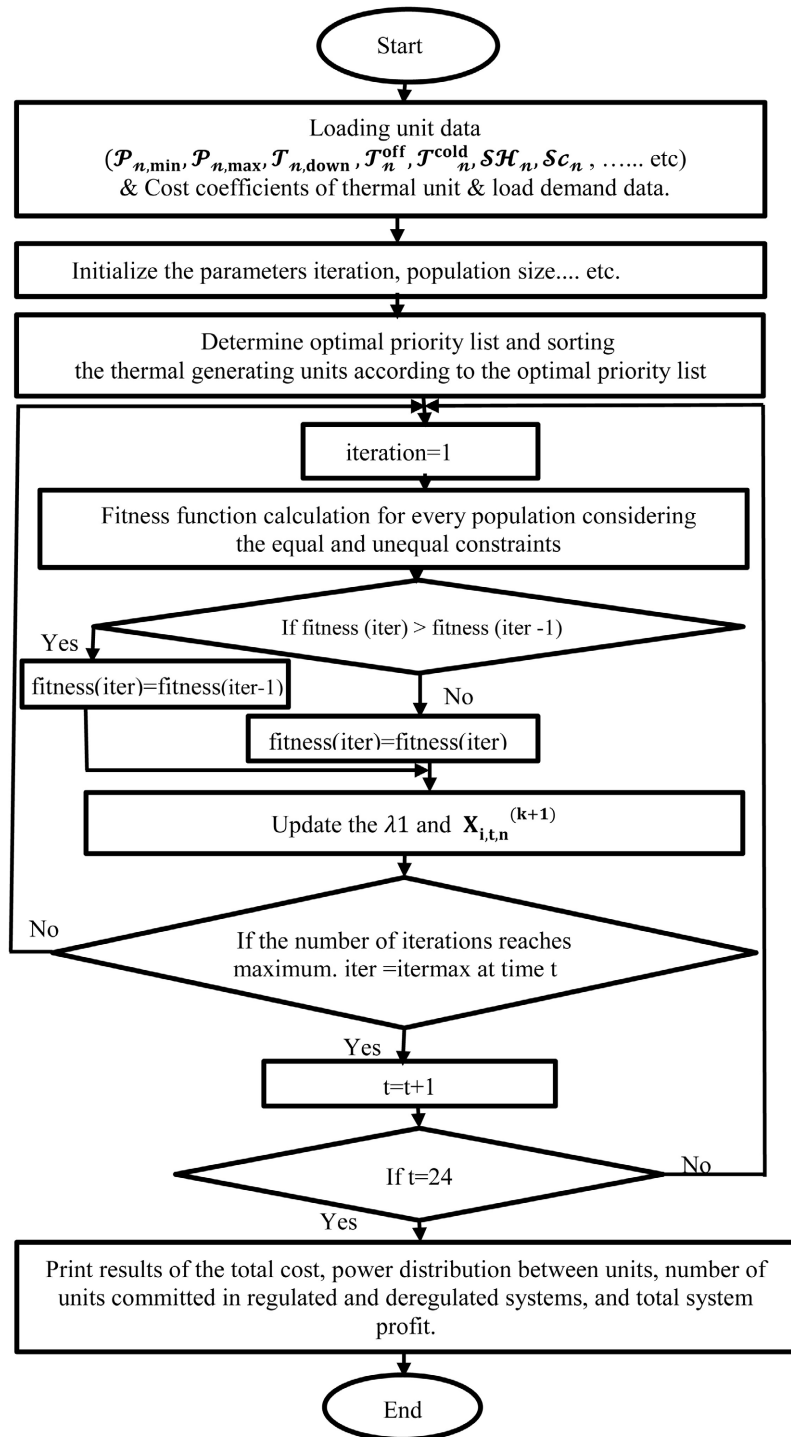 Start
Loading unit data
(𝓟ₙ,min, 𝓟ₙ,max, 𝓣ₙ,down, 𝓣ₙ^off, 𝓣^coldₙ, 𝓢𝓗ₙ, 𝓢𝒸ₙ , …... etc)
& Cost coefficients of thermal unit & load demand data.
Initialize the parameters iteration, population size.... etc.
Determine optimal priority list and sorting
the thermal generating units according to the optimal priority list
iteration=1
Fitness function calculation for every population considering
the equal and unequal constraints
If fitness (iter) > fitness (iter -1)
Yes
fitness(iter)=fitness(iter-1)
No
fitness(iter)=fitness(iter)
Update the λ1 and X_i,t,n^(k+1)
No
If the number of iterations reaches
maximum. iter =itermax at time t
Yes
t=t+1
If t=24
No
Yes
Print results of the total cost, power distribution between units, number of
units committed in regulated and deregulated systems, and total system
profit.
End